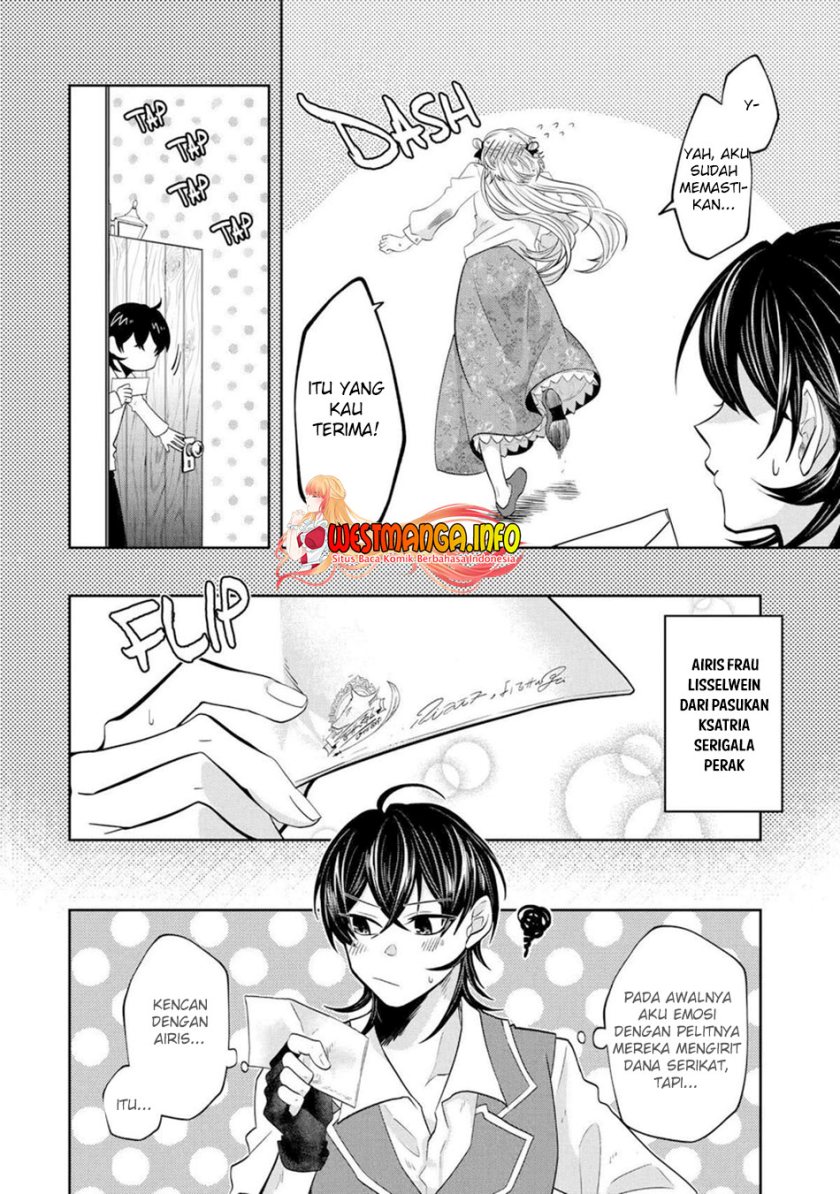 Y-
YAH, AKU
SUDAH
MEMASTI-
KAN...
DASH
ITU YANG
KAU
TERIMA!
TAP
TAP
TAP
TAP
WESTMANGA.INFO
Situs Baca Komik Berbahasa Indonesia
FLIP
AIRIS FRAU
LISSELWEIN
DARI PASUKAN
KSATRIA
SERIGALA
PERAK
PADA AWALNYA
AKU EMOSI
DENGAN PELITNYA
MEREKA MENGIRIT
DANA SERIKAT,
TAPI...
KENCAN
DENGAN
AIRIS...
ITU...